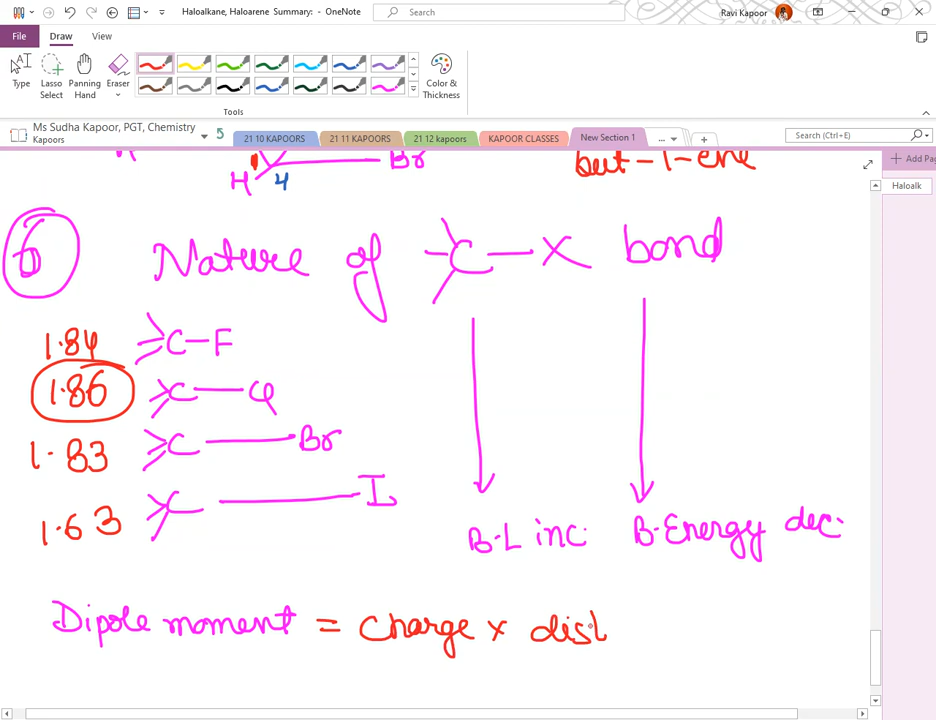 Haloalkane, Haloarene Summary: - OneNote
Search
Ravi Kapoor
File
Draw
View
Type
Lasso Select
Panning Hand
Eraser
Color & Thickness
Tools
Ms Sudha Kapoor, PGT, Chemistry
Kapoors
21 10 KAPOORS
21 11 KAPOORS
21 12 kapoors
KAPOOR CLASSES
New Section 1
...
Search (Ctrl+E)
Add Pag
Haloalk
H
Br
but-1-ene
H 4
6 Nature of C-X bond
1.84 C-F
1.86 C-Cl
1.83 C-Br
1.63 C-I
B.L inc. B.Energy dec.
Dipole moment = Charge × dist